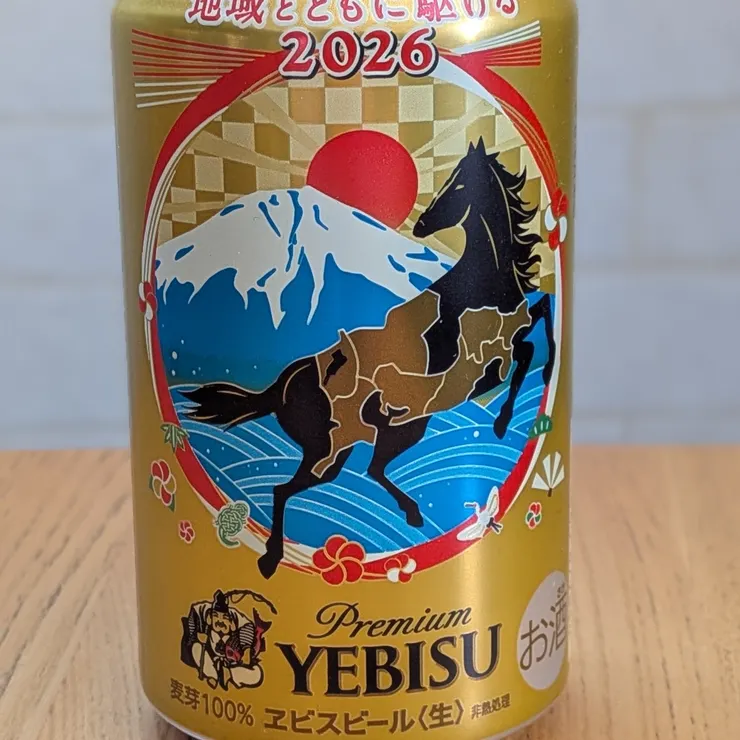 地域とともに駆ける
2026
Premium
YEBISU
お酒
麦芽100% ヱビスビール〈生〉 非熱処理